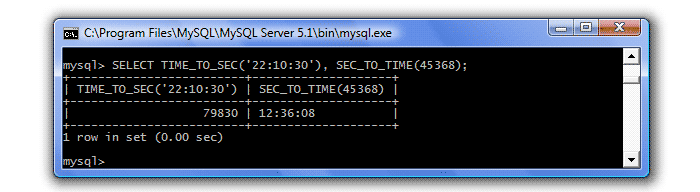 C:\Program Files\MySQL\MySQL Server 5.1\bin\mysql.exe
mysql> SELECT TIME_TO_SEC('22:10:30'), SEC_TO_TIME(45368);
+-------------------------+--------------------+
| TIME_TO_SEC('22:10:30') | SEC_TO_TIME(45368) |
+-------------------------+--------------------+
|                   79830 | 12:36:08           |
+-------------------------+--------------------+
1 row in set (0.00 sec)
mysql>